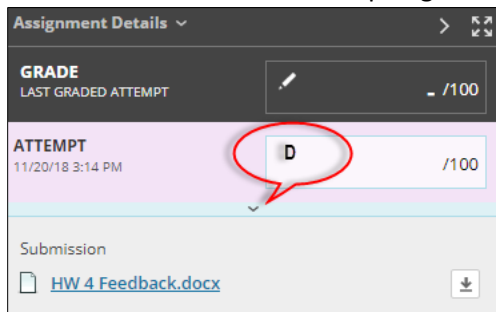 Assignment Details
GRADE
LAST GRADED ATTEMPT
- /100
ATTEMPT
11/20/18 3:14 PM
D
/100
Submission
HW 4 Feedback.docx